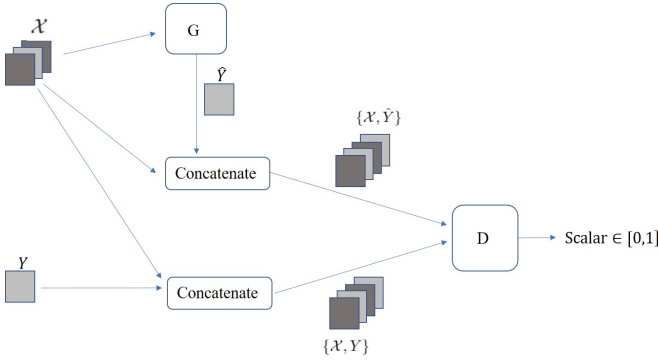 𝒳
G
Ŷ
{𝒳, Ŷ}
Concatenate
D
Scalar ∈ [0,1]
Y
Concatenate
{𝒳, Y}